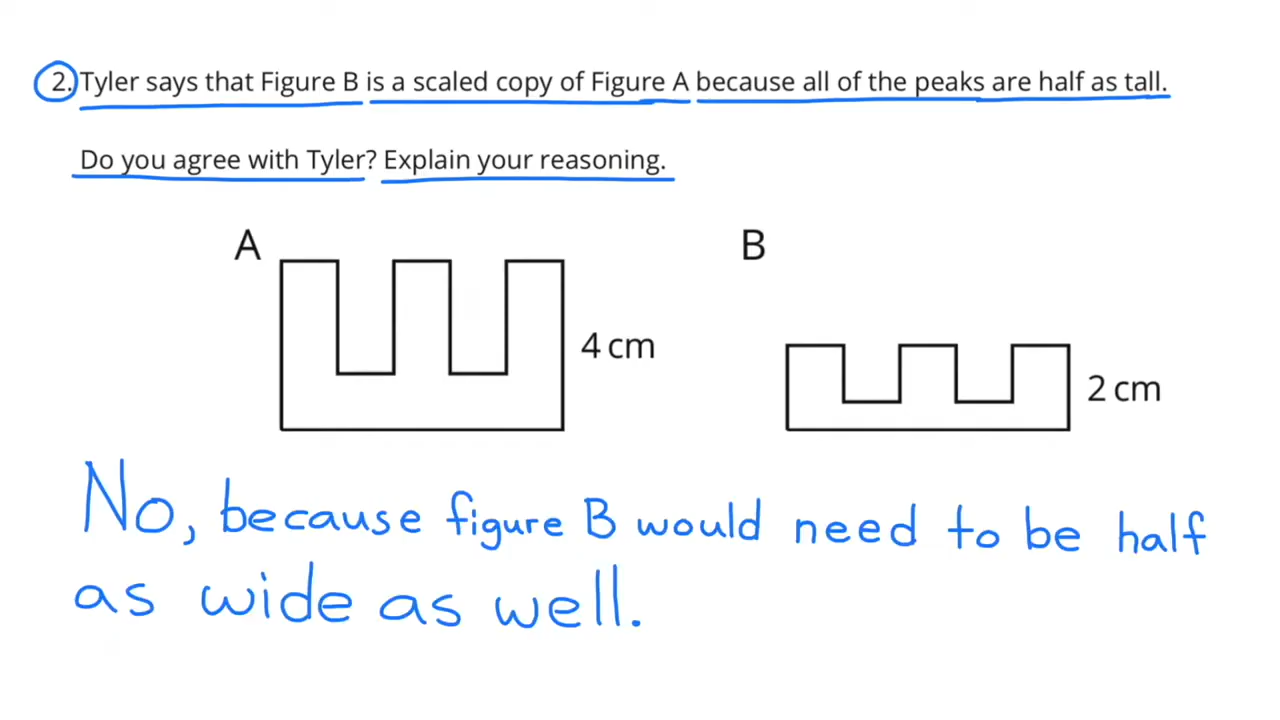 2. Tyler says that Figure B is a scaled copy of Figure A because all of the peaks are half as tall.
Do you agree with Tyler? Explain your reasoning.
A
B
4 cm
2 cm
No, because figure B would need to be half
as wide as well.